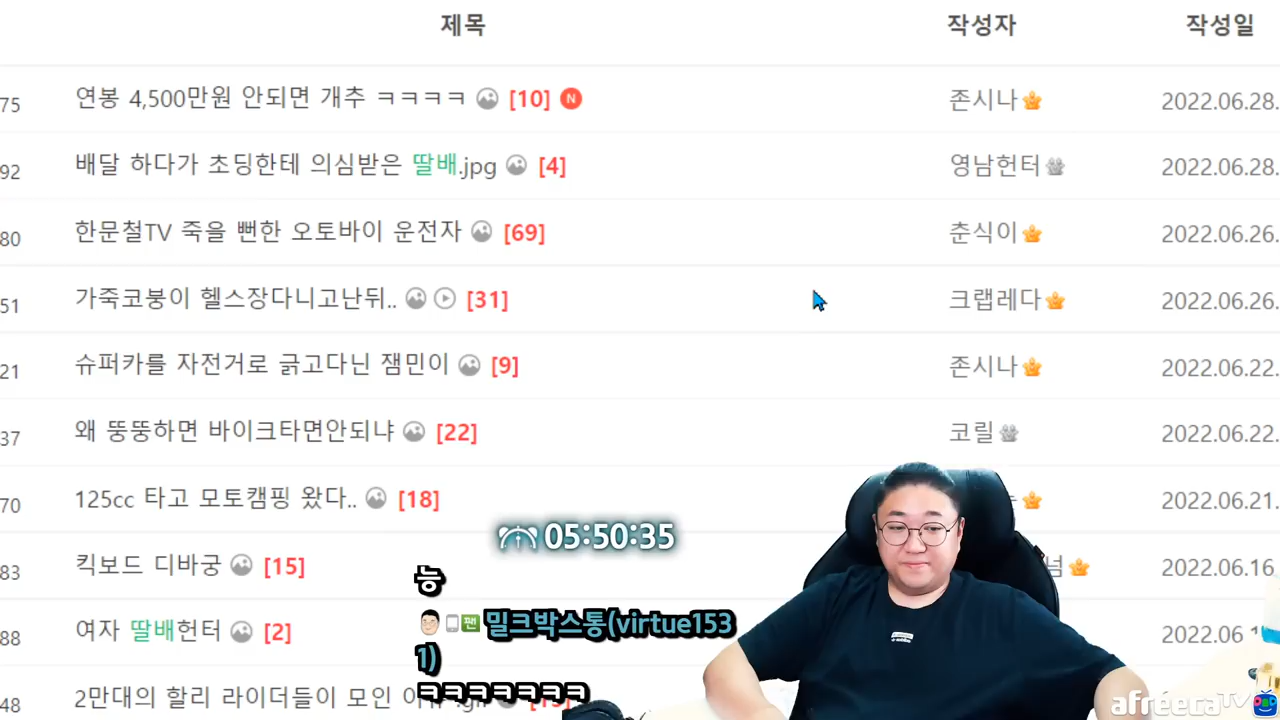 제목 작성자 작성일
75 연봉 4,500만원 안되면 개추 ㅋㅋㅋㅋ [10] N 존시나 2022.06.28.
92 배달 하다가 초딩한테 의심받은 딸배.jpg [4] 영남헌터 2022.06.28.
80 한문철TV 죽을 뻔한 오토바이 운전자 [69] 춘식이 2022.06.26.
51 가죽코붕이 헬스장다니고난뒤.. [31] 크랩레다 2022.06.26.
21 슈퍼카를 자전거로 긁고다닌 잼민이 [9] 존시나 2022.06.22.
37 왜 뚱뚱하면 바이크타면안되냐 [22] 코릴 2022.06.22.
70 125cc 타고 모토캠핑 왔다.. [18] 2022.06.21.
05:50:35
83 킥보드 디바궁 [15] 넘 2022.06.16.
능
88 여자 딸배헌터 [2] 2022.06
팬 밀크박스통(virtue153
1)
ㅋㅋㅋㅋㅋㅋㅋ
48 2만대의 할리 라이더들이 모인
afreecaTV